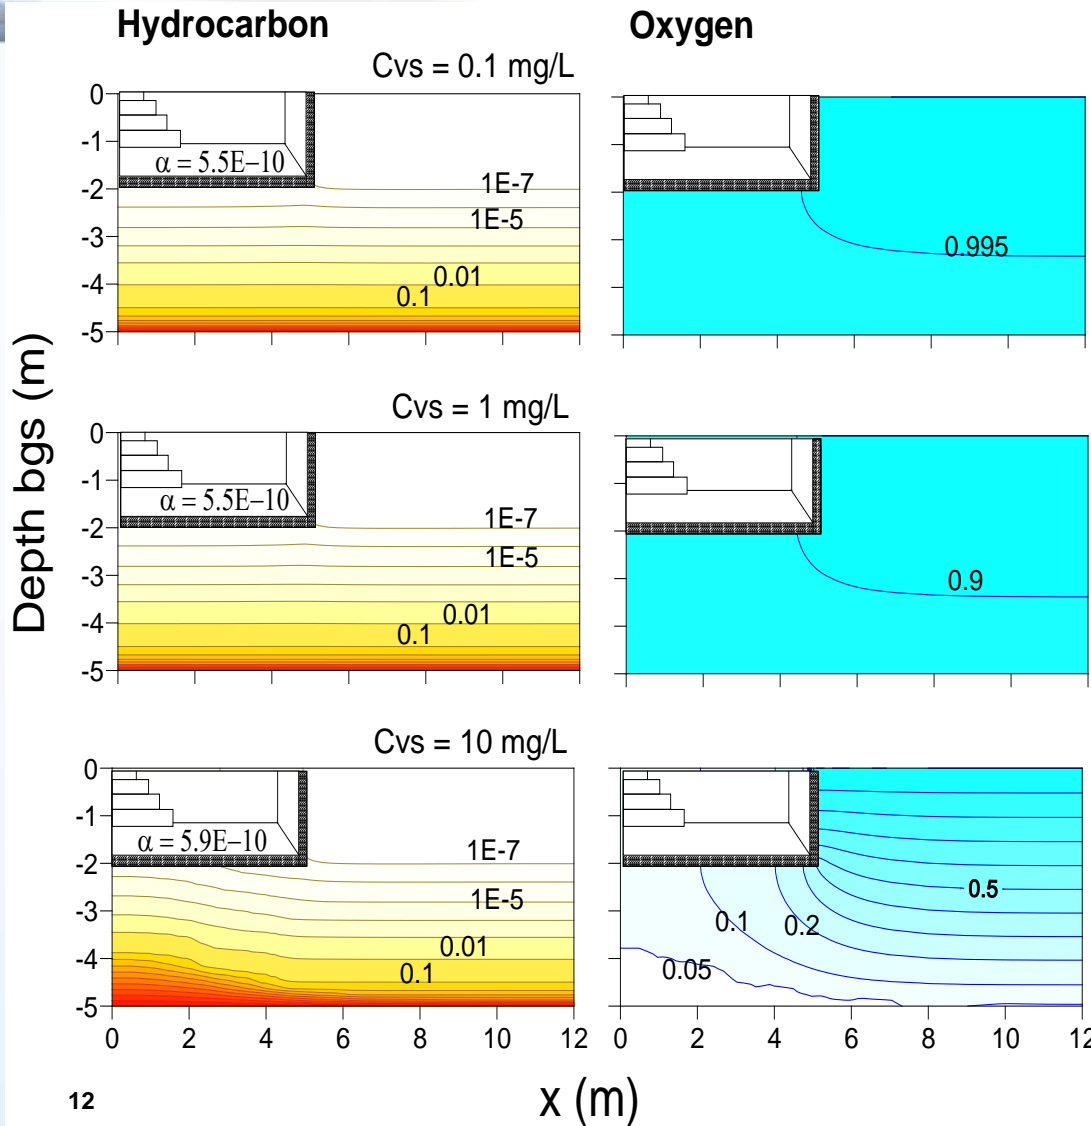 Hydrocarbon
Oxygen
Cvs = 0.1 mg/L
0
-1
-2
-3
-4
-5
α = 5.5E–10
1E-7
1E-5
0.01
0.1
0.995
Cvs = 1 mg/L
0
-1
-2
-3
-4
-5
α = 5.5E–10
1E-7
1E-5
0.01
0.1
0.9
Depth bgs (m)
Cvs = 10 mg/L
0
-1
-2
-3
-4
-5
α = 5.9E–10
1E-7
1E-5
0.01
0.1
0.5
0.1
0.2
0.05
0 2 4 6 8 10 12
0 2 4 6 8 10 12
x (m)
12